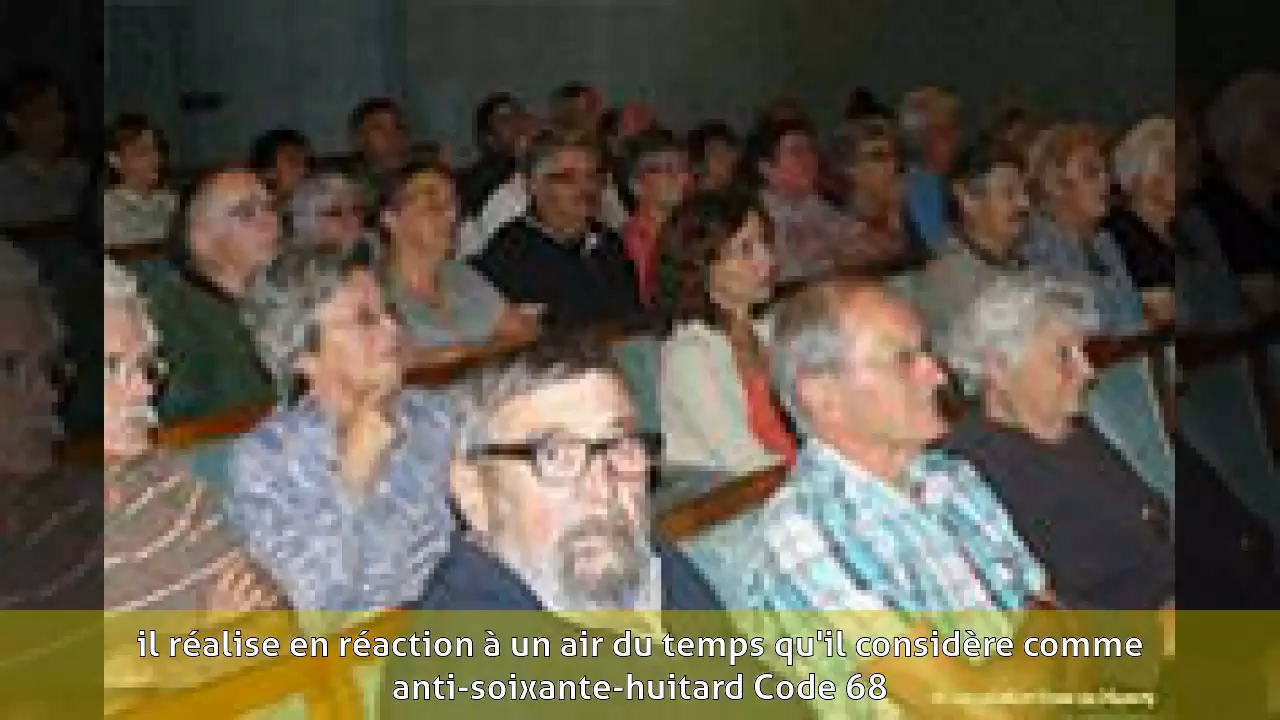 il réalise en réaction à un air du temps qu'il considère comme
anti-soixante-huitard Code 68